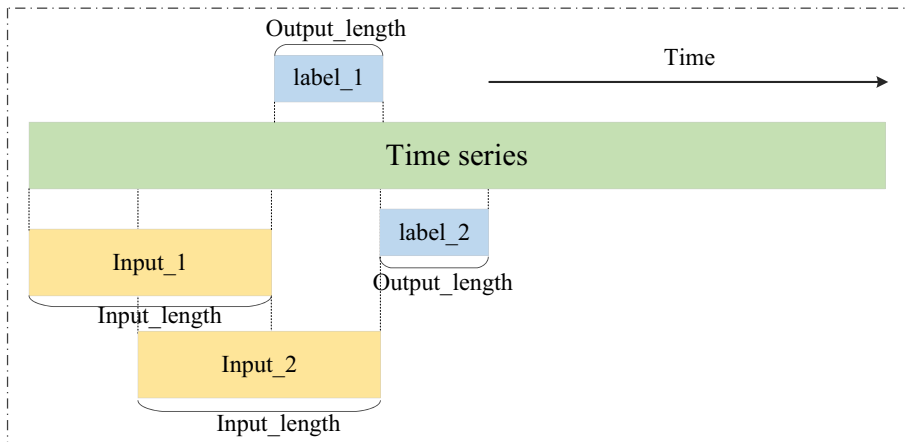 Output_length
label_1
Time
Time series
label_2
Input_1
Output_length
Input_length
Input_2
Input_length